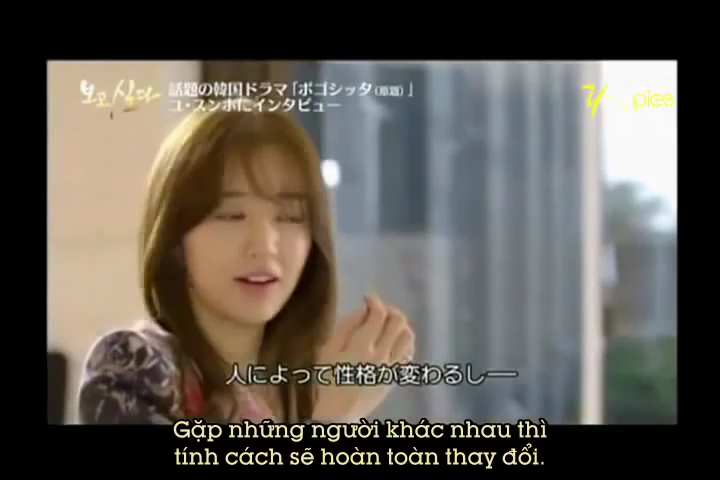 보고싶다
話題の韓国ドラマ「ポゴシッタ(原題)」
ユ・スンホにインタビュー
pies
人によって性格が変わるし──
Gặp những người khác nhau thì
tính cách sẽ hoàn toàn thay đổi.